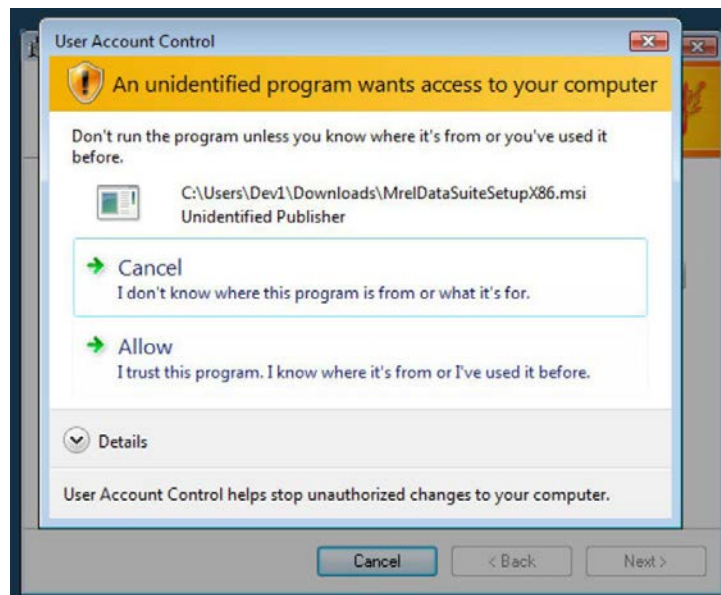 User Account Control
An unidentified program wants access to your computer
Don't run the program unless you know where it's from or you've used it
before.
C:\Users\Dev1\Downloads\MrelDataSuiteSetupX86.msi
Unidentified Publisher
Cancel
I don't know where this program is from or what it's for.
Allow
I trust this program. I know where it's from or I've used it before.
Details
User Account Control helps stop unauthorized changes to your computer.
Cancel
< Back
Next >